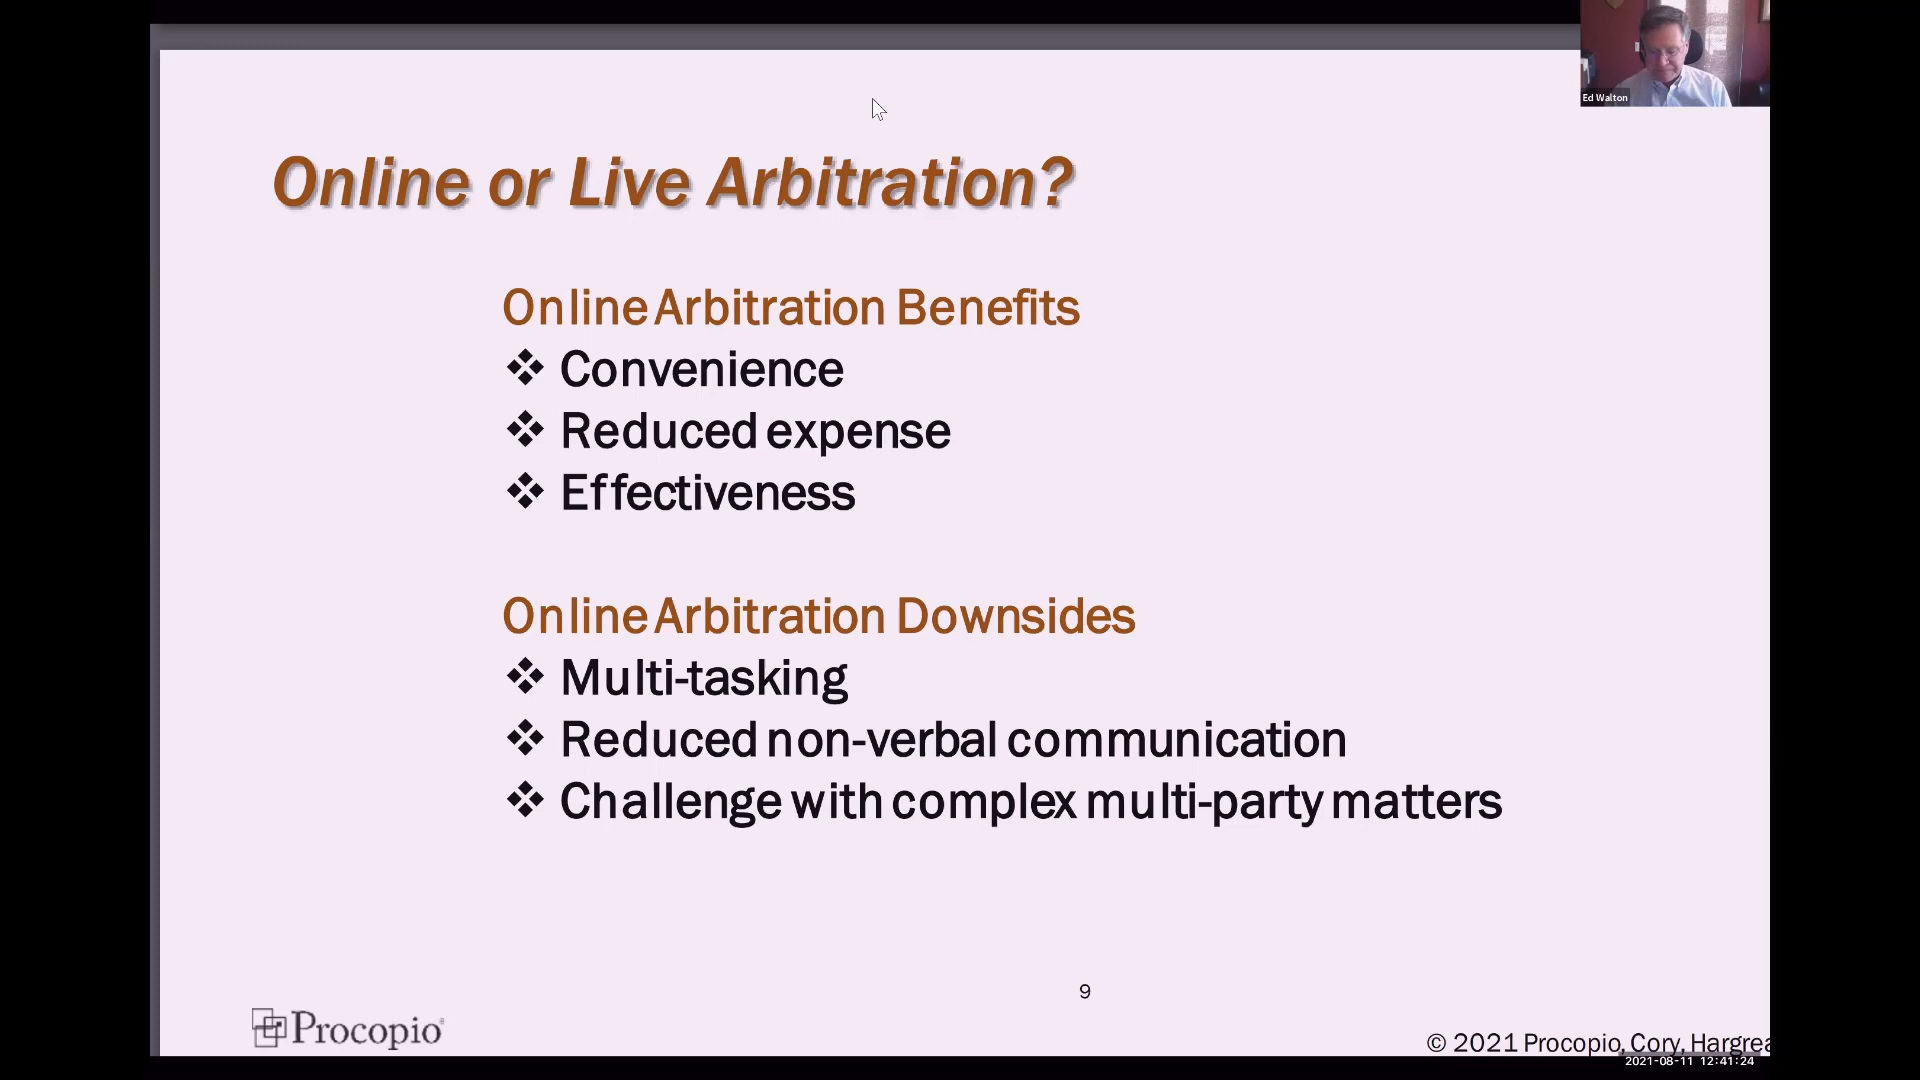 Ed Walton
Online or Live Arbitration?
Online Arbitration Benefits
❖ Convenience
❖ Reduced expense
❖ Effectiveness
Online Arbitration Downsides
❖ Multi-tasking
❖ Reduced non-verbal communication
❖ Challenge with complex multi-party matters
9
Procopio
© 2021 Procopio, Cory, Hargrea
2021-08-11 12:41:24